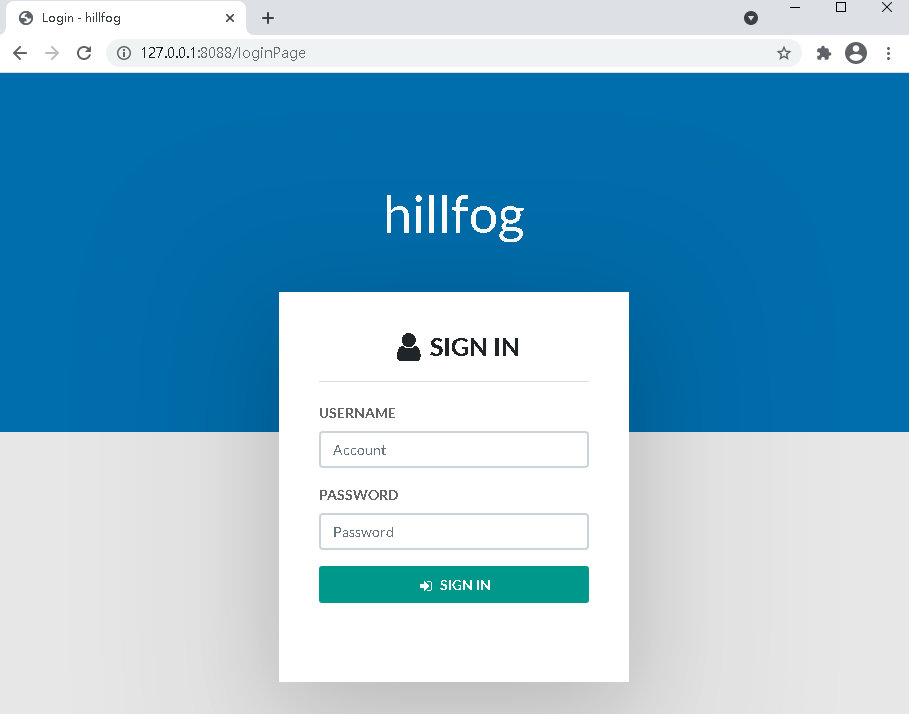 Login - hillfog
127.0.0.1:8088/loginPage
hillfog
SIGN IN
USERNAME
Account
PASSWORD
Password
SIGN IN